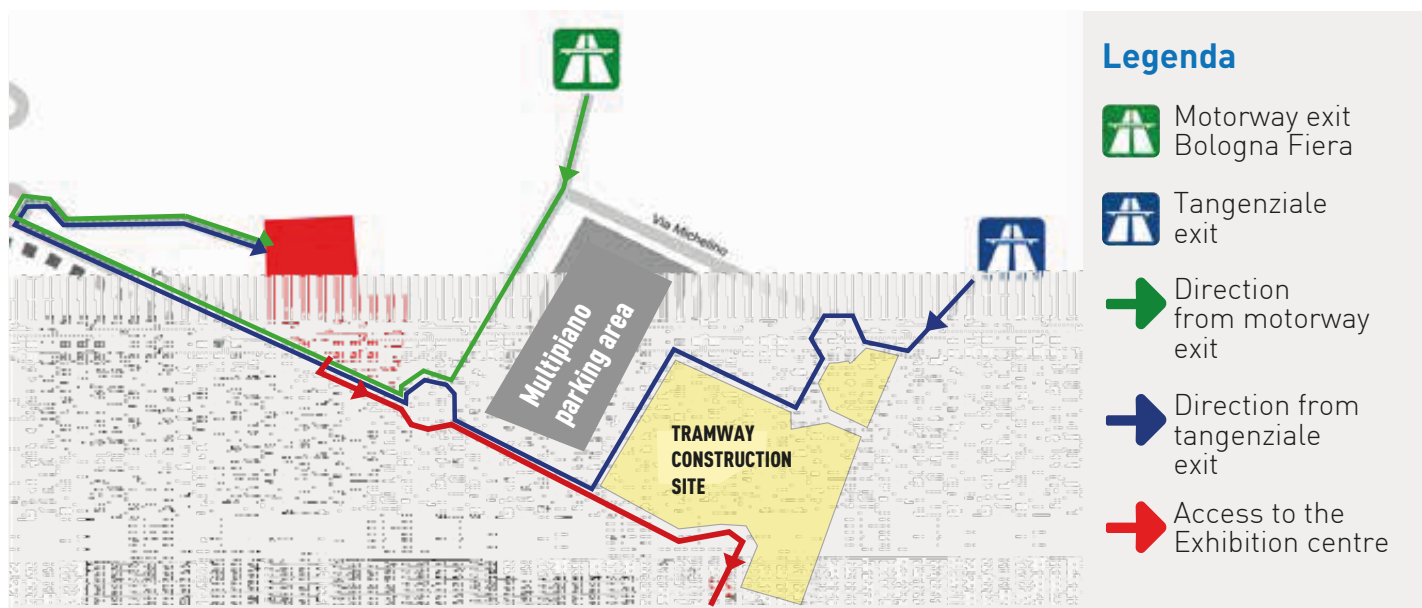 Via Michelino
Multipiano
parking area
TRAMWAY
CONSTRUCTION
SITE
Legenda
Motorway exit
Bologna Fiera
Tangenziale
exit
Direction
from motorway
exit
Direction from
tangenziale
exit
Access to the
Exhibition centre